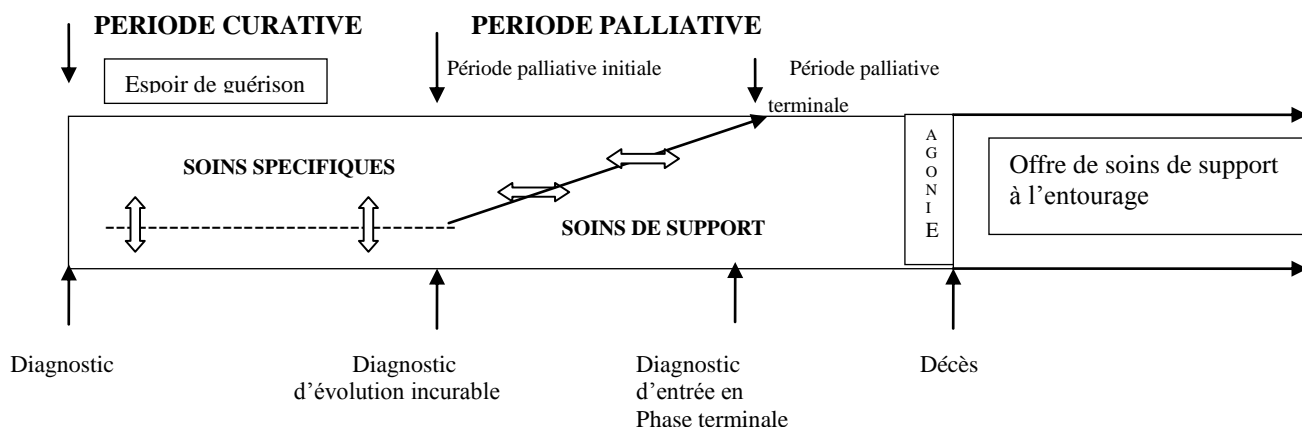 PERIODE CURATIVE
PERIODE PALLIATIVE
Espoir de guérison
Période palliative initiale
Période palliative
terminale
SOINS SPECIFIQUES
SOINS DE SUPPORT
AGONIE
Offre de soins de support
à l’entourage
Diagnostic
Diagnostic
d’évolution incurable
Diagnostic
d’entrée en
Phase terminale
Décès